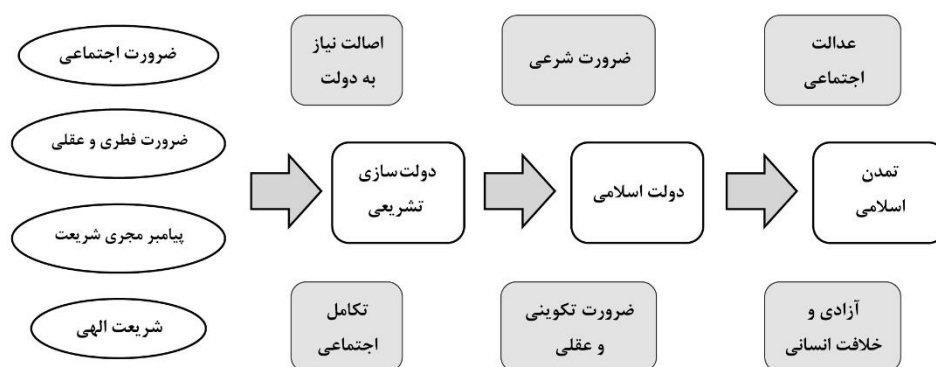 ضرورت اجتماعی
ضرورت فطری و عقلی
پیامبر مجری شریعت
شریعت الهی
اصالت نیاز
به دولت
دولت‌سازی
تشریعی
تکامل
اجتماعی
ضرورت شرعی
دولت اسلامی
ضرورت تکوینی
و عقلی
عدالت
اجتماعی
تمدن
اسلامی
آزادی و
خلافت انسانی